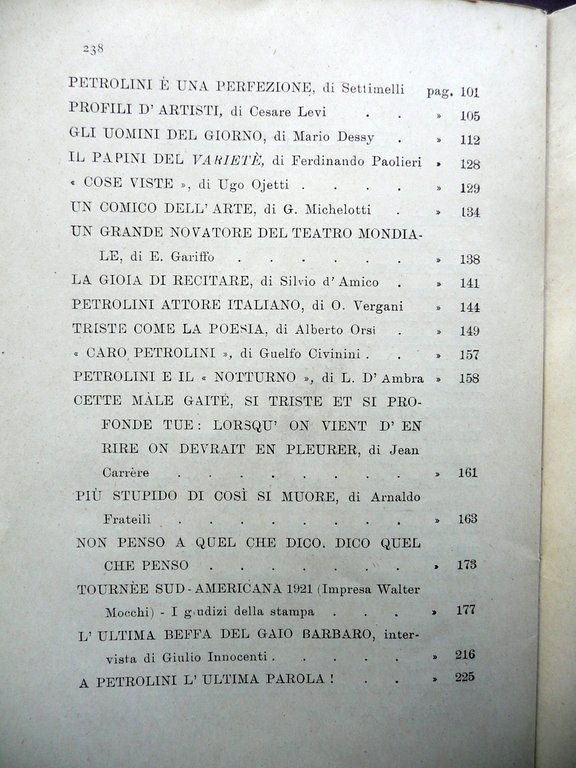 238
PETROLINI È UNA PERFEZIONE, di Settimelli pag. 101
PROFILI D' ARTISTI, di Cesare Levi . . » 105
GLI UOMINI DEL GIORNO, di Mario Dessy . » 112
IL PAPINI DEL VARIETÈ, di Ferdinando Paolieri » 128
« COSE VISTE », di Ugo Ojetti . . . . » 129
UN COMICO DELL' ARTE, di G. Michelotti . » 134
UN GRANDE NOVATORE DEL TEATRO MONDIA-
LE, di E. Gariffo . . . . . . » 138
LA GIOIA DI RECITARE, di Silvio d' Amico . » 141
PETROLINI ATTORE ITALIANO, di O. Vergani » 144
TRISTE COME LA POESIA, di Alberto Orsi . » 149
« CARO PETROLINI », di Guelfo Civinini . . » 157
PETROLINI E IL « NOTTURNO », di L. D' Ambra » 158
CETTE MÂLE GAITÉ, SI TRISTE ET SI PRO-
FONDE TUE : LORSQU' ON VIENT D' EN
RIRE ON DEVRAIT EN PLEURER, di Jean
Carrére . . . . . . . . » 161
PIÙ STUPIDO DI COSÌ SI MUORE, di Arnaldo
Frateili . . . . . . . . » 163
NON PENSO A QUEL CHE DICO. DICO QUEL
CHE PENSO . . . . . . . » 173
TOURNÈE SUD-AMERICANA 1921 (Impresa Walter
Mocchi) - I giudizi della stampa . . . » 177
L' ULTIMA BEFFA DEL GAIO BARBARO, inter-
vista di Giulio Innocenti . . . . . » 216
A PETROLINI L' ULTIMA PAROLA ! . . » 225